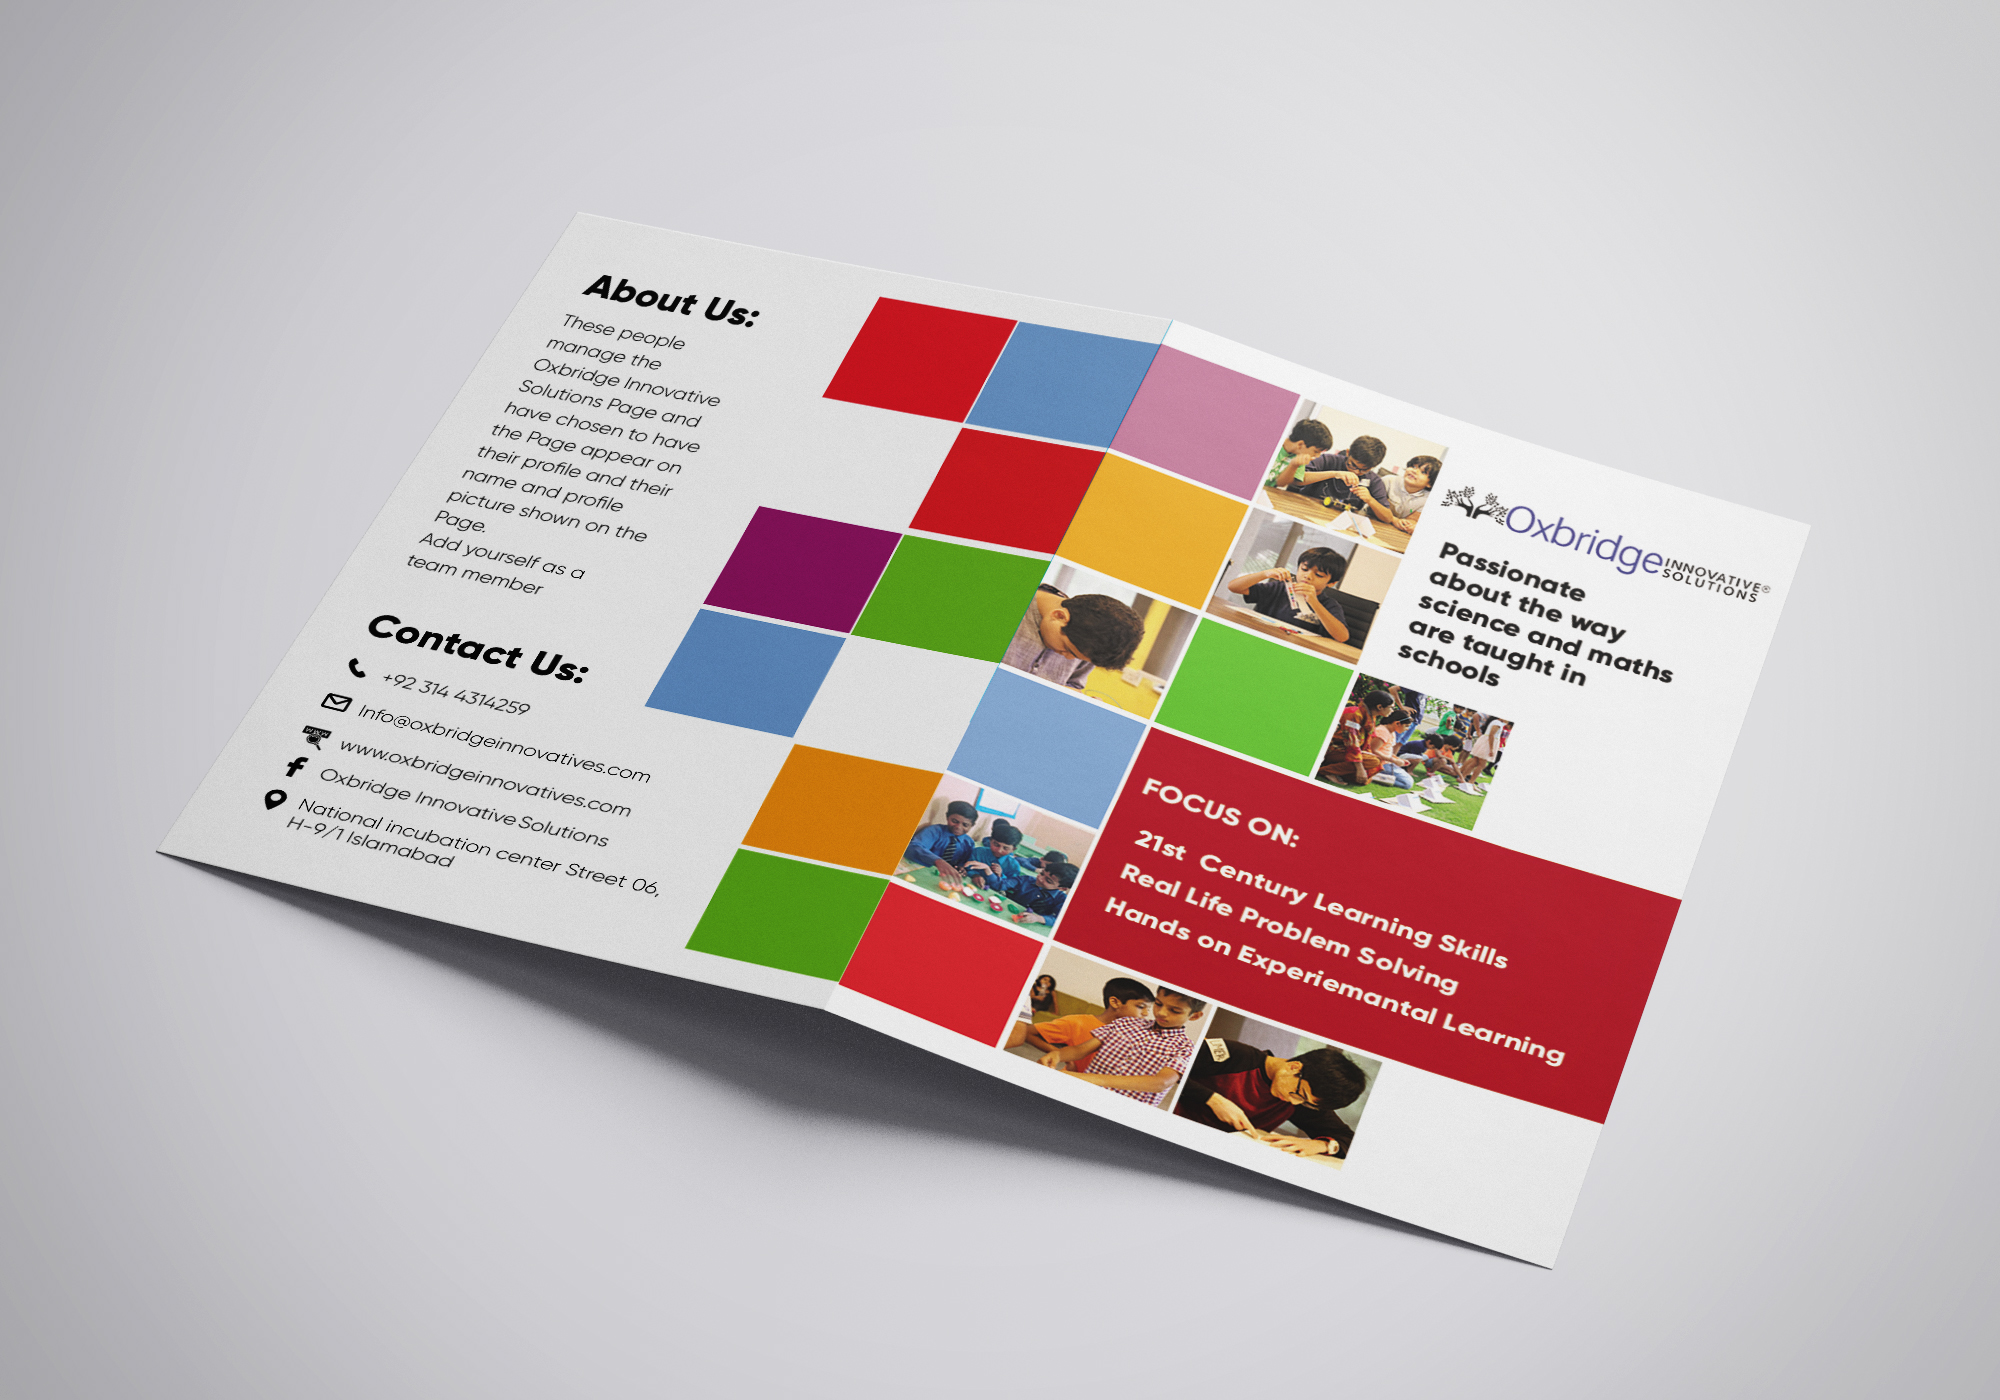 About Us:
These people
manage the
Oxbridge Innovative
Solutions Page and
have chosen to have
the Page appear on
their profile and their
name and profile
picture shown on the
Page.
Add yourself as a
team member
Contact Us:
+92 314 4314259
Info@oxbridgeinnovatives.com
www.oxbridgeinnovatives.com
Oxbridge Innovative Solutions
National incubation center Street 06,
H-9/1 Islamabad
Oxbridge INNOVATIVE®
SOLUTIONS
Passionate
about the way
science and maths
are taught in
schools
FOCUS ON:
21st Century Learning Skills
Real Life Problem Solving
Hands on Experiemantal Learning